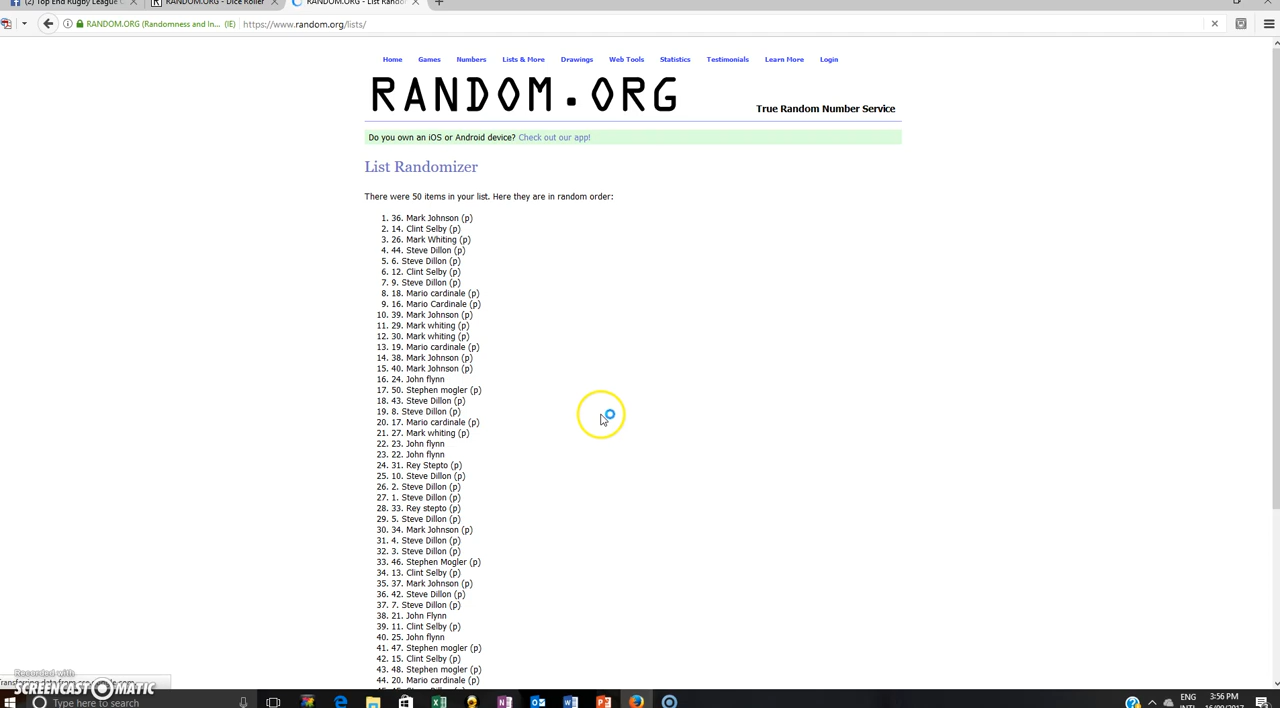 (2) Top End Rugby League
RANDOM.ORG - Dice Roller
RANDOM.ORG - List Rando
RANDOM.ORG (Randomness and In... (IE)
https://www.random.org/lists/
Home Games Numbers Lists & More Drawings Web Tools Statistics Testimonials Learn More Login
RANDOM.ORG
True Random Number Service
Do you own an iOS or Android device? Check out our app!
List Randomizer
There were 50 items in your list. Here they are in random order:
1. 36. Mark Johnson (p)
2. 14. Clint Selby (p)
3. 26. Mark Whiting (p)
4. 44. Steve Dillon (p)
5. 6. Steve Dillon (p)
6. 12. Clint Selby (p)
7. 9. Steve Dillon (p)
8. 18. Mario cardinale (p)
9. 16. Mario Cardinale (p)
10. 39. Mark Johnson (p)
11. 29. Mark whiting (p)
12. 30. Mark whiting (p)
13. 19. Mario cardinale (p)
14. 38. Mark Johnson (p)
15. 40. Mark Johnson (p)
16. 24. John flynn
17. 50. Stephen mogler (p)
18. 43. Steve Dillon (p)
19. 8. Steve Dillon (p)
20. 17. Mario cardinale (p)
21. 27. Mark whiting (p)
22. 23. John flynn
23. 22. John flynn
24. 31. Rey Stepto (p)
25. 10. Steve Dillon (p)
26. 2. Steve Dillon (p)
27. 1. Steve Dillon (p)
28. 33. Rey stepto (p)
29. 5. Steve Dillon (p)
30. 34. Mark Johnson (p)
31. 4. Steve Dillon (p)
32. 3. Steve Dillon (p)
33. 46. Stephen Mogler (p)
34. 13. Clint Selby (p)
35. 37. Mark Johnson (p)
36. 42. Steve Dillon (p)
37. 7. Steve Dillon (p)
38. 21. John Flynn
39. 11. Clint Selby (p)
40. 25. John flynn
41. 47. Stephen mogler (p)
42. 15. Clint Selby (p)
43. 48. Stephen mogler (p)
44. 20. Mario cardinale (p)
Recorded with
SCREENCAST-O-MATIC
Type here to search
ENG
3:56 PM